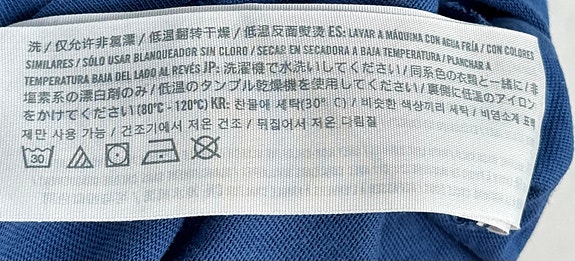 洗 / 仅允许非氯漂 / 低温翻转干燥 / 低温反面熨烫 ES: LAVAR A MÁQUINA CON AGUA FRÍA / CON COLORES
SIMILARES / SÓLO USAR BLANQUEADOR SIN CLORO / SECAR EN SECADORA A BAJA TEMPERATURA / PLANCHAR A
TEMPERATURA BAJA DEL LADO AL REVÉS JP: 洗濯機で水洗いしてください / 同系色の衣類と一緒に / 非
塩素系の漂白剤のみ / 低温のタンブル乾燥機を使用してください / 裏側に低温のアイロン
をかけてください (80°C - 120°C) KR: 찬물에 세탁(30° C) / 비슷한 색상끼리 세탁 / 비염소계 표백
제만 사용 가능 / 건조기에서 저온 건조 / 뒤집어서 저온 다림질
30